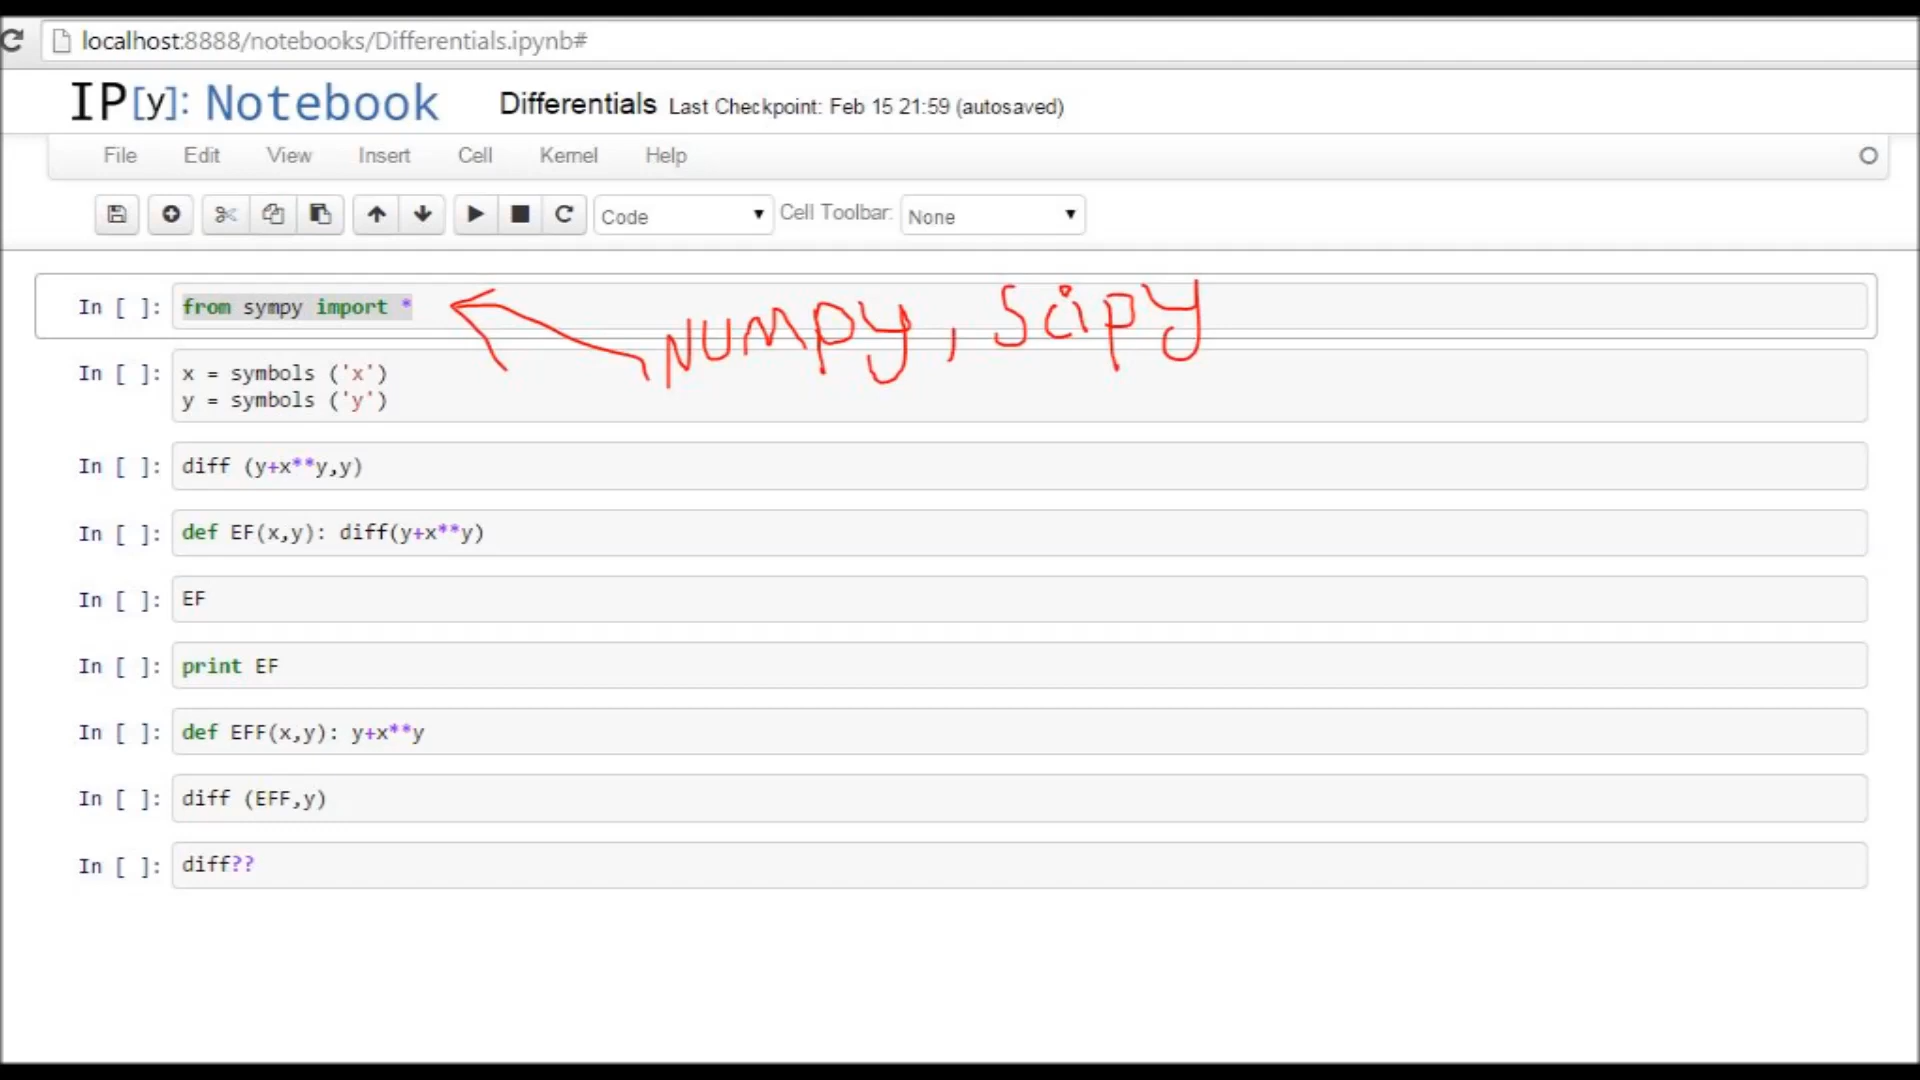 localhost:8888/notebooks/Differentials.ipynb#
IP[y]: Notebook Differentials Last Checkpoint: Feb 15 21:59 (autosaved)
File Edit View Insert Cell Kernel Help
Code Cell Toolbar: None
In [ ]: from sympy import *
Numpy, Scipy
In [ ]: x = symbols ('x')
y = symbols ('y')
In [ ]: diff (y+x**y,y)
In [ ]: def EF(x,y): diff(y+x**y)
In [ ]: EF
In [ ]: print EF
In [ ]: def EFF(x,y): y+x**y
In [ ]: diff (EFF,y)
In [ ]: diff??